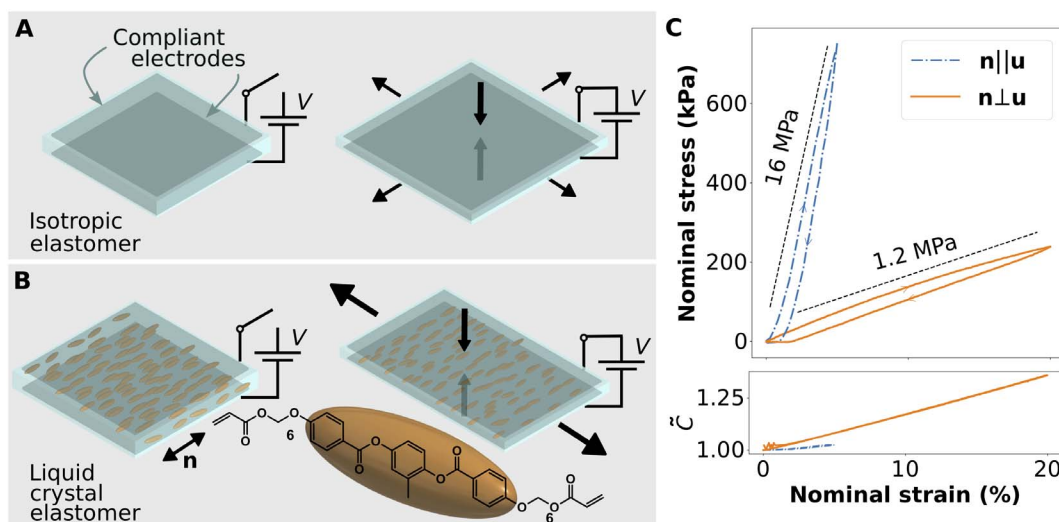 A
Compliant
electrodes
V
V
Isotropic
elastomer
B
V
V
n
Liquid
crystal
elastomer
O
O
O
6
O
O
O
O
O
6
O
O
C
n||u
n⊥u
Nominal stress (kPa)
600
400
200
0
16 MPa
1.2 MPa
C̃
1.25
1.00
0
10
20
Nominal strain (%)